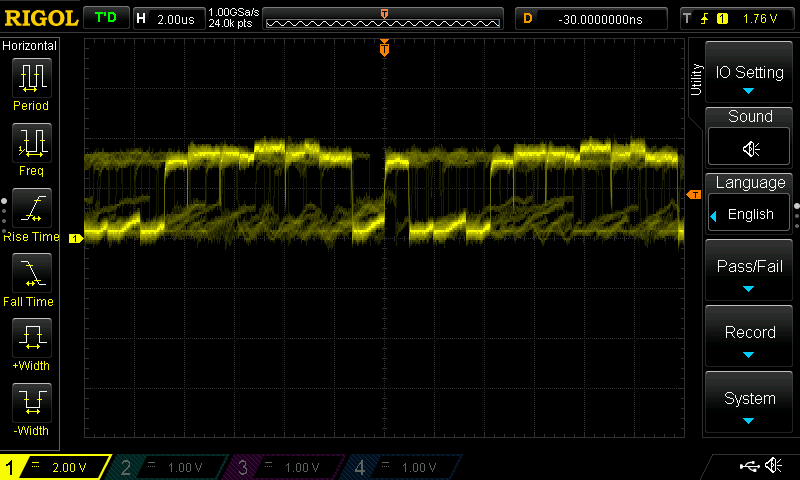 RIGOL T'D H 2.00us 1.00GSa/s 24.0k pts T D -30.0000000ns T 1 1.76 V
Horizontal
Period
Freq
Rise Time
Fall Time
+Width
-Width
T
T
1
Utility
IO Setting
Sound
Language
English
Pass/Fail
Record
System
1 2.00 V 2 1.00 V 3 1.00 V 4 1.00 V